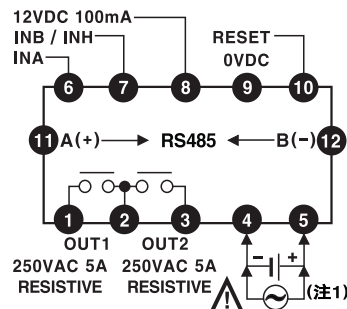 12VDC 100mA
INB / INH
INA
RESET
0VDC
6 7 8 9 10
11 A(+) RS485 B(-) 12
1 2 3 4 5
OUT1 OUT2
250VAC 5A 250VAC 5A
RESISTIVE RESISTIVE
- +
(注1)